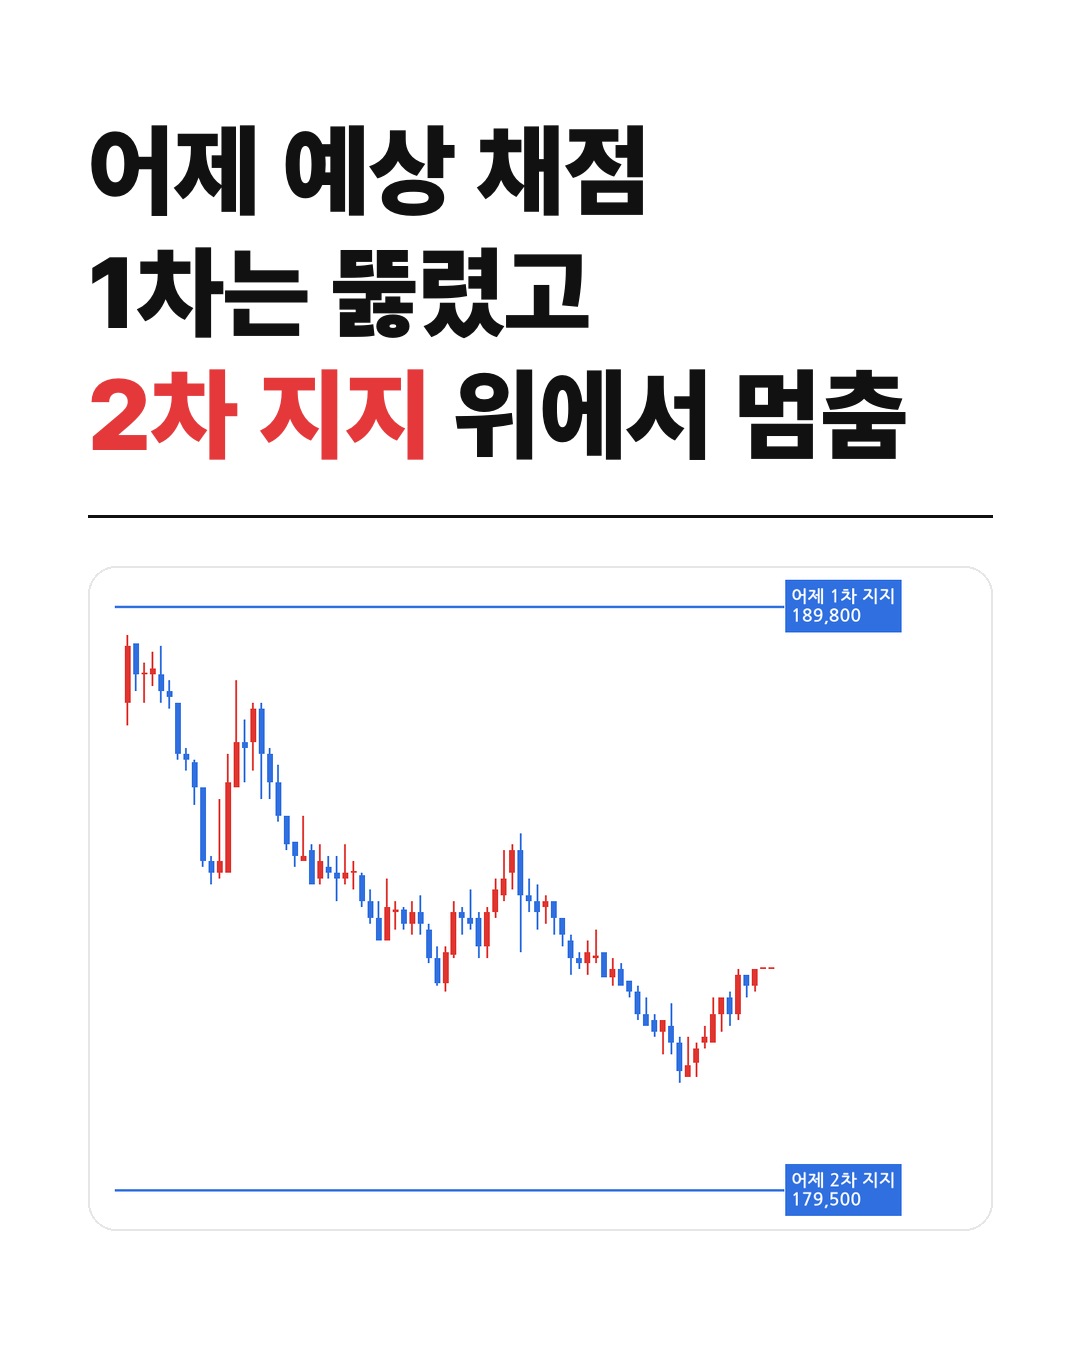 어제 예상 채점
1차는 뚫렸고
2차 지지 위에서 멈춤
어제 1차 지지
189,800
어제 2차 지지
179,500